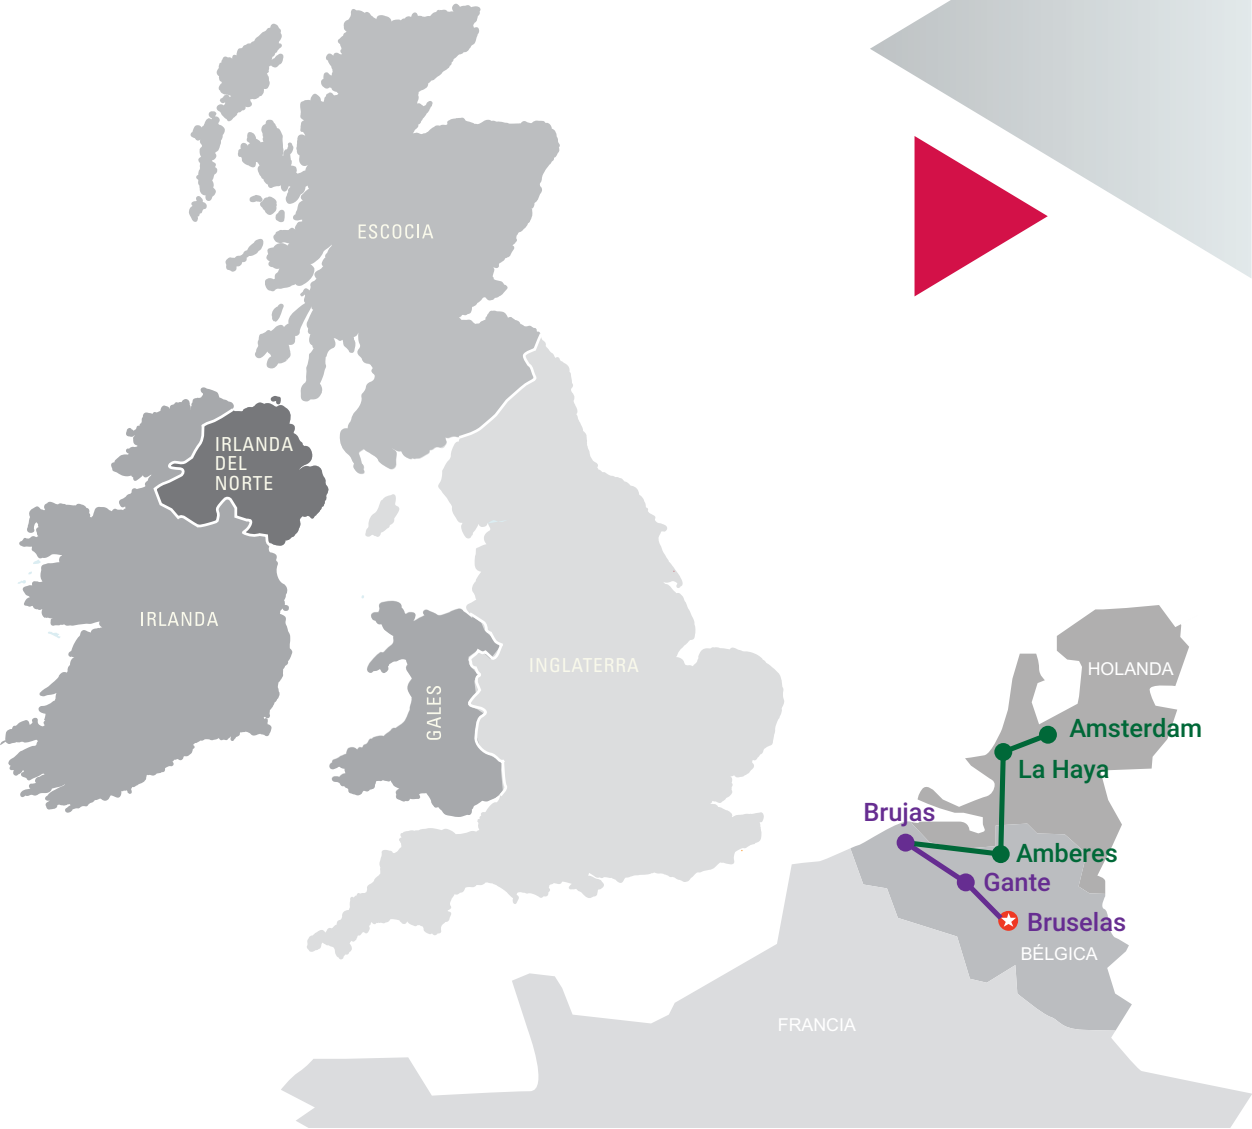 ESCOCIA
IRLANDA
DEL
NORTE
IRLANDA
GALES
INGLATERRA
HOLANDA
Amsterdam
La Haya
Brujas
Amberes
Gante
Bruselas
BÉLGICA
FRANCIA